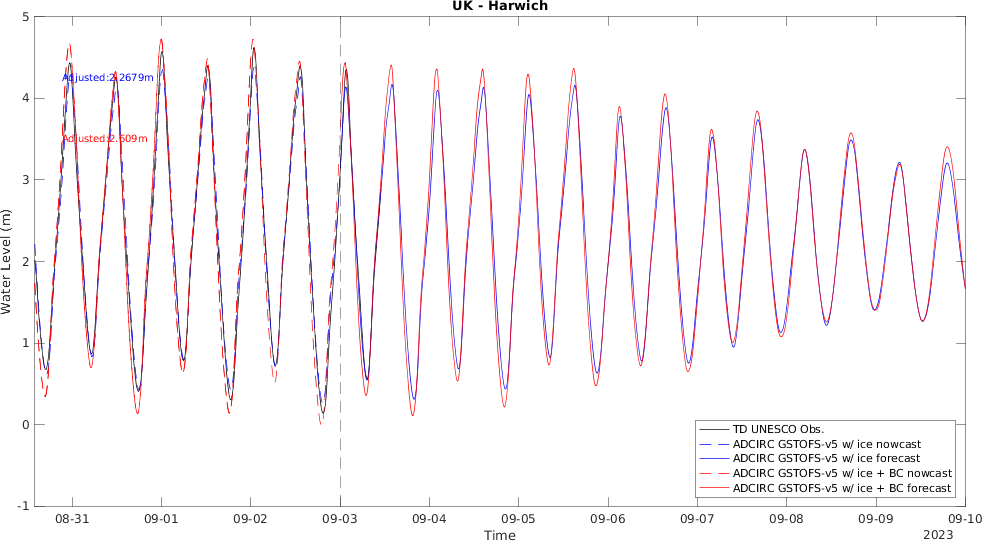 UK - Harwich
5
4
3
2
1
0
-1
Water Level (m)
Adjusted:2.2679m
Adjusted:2.609m
TD UNESCO Obs.
ADCIRC GSTOFS-v5 w/ ice nowcast
ADCIRC GSTOFS-v5 w/ ice forecast
ADCIRC GSTOFS-v5 w/ ice + BC nowcast
ADCIRC GSTOFS-v5 w/ ice + BC forecast
08-31 09-01 09-02 09-03 09-04 09-05 09-06 09-07 09-08 09-09 09-10
Time
2023